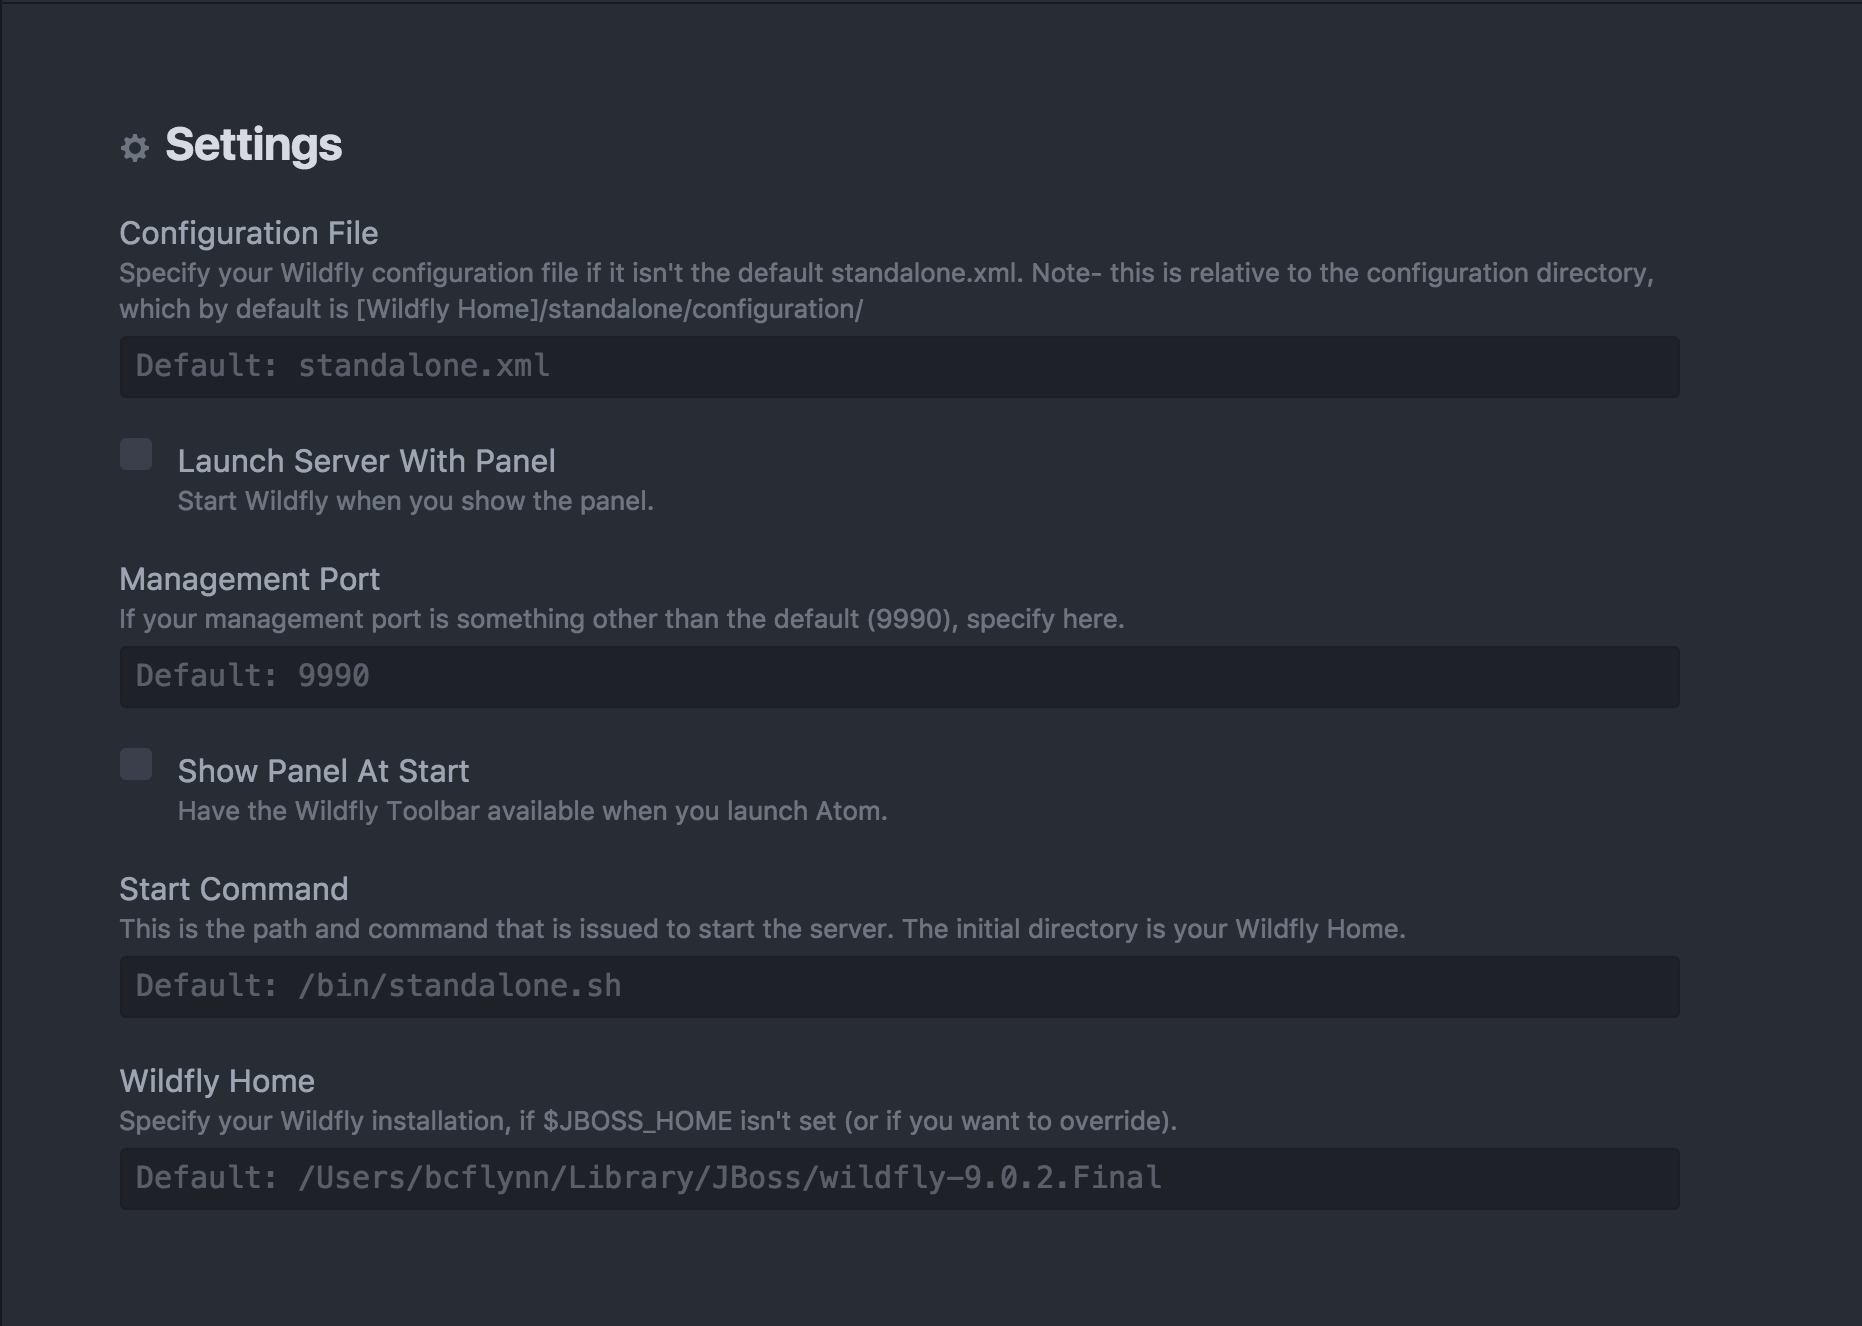 Settings
Configuration File
Specify your Wildfly configuration file if it isn't the default standalone.xml. Note- this is relative to the configuration directory,
which by default is [Wildfly Home]/standalone/configuration/
Default: standalone.xml
Launch Server With Panel
Start Wildfly when you show the panel.
Management Port
If your management port is something other than the default (9990), specify here.
Default: 9990
Show Panel At Start
Have the Wildfly Toolbar available when you launch Atom.
Start Command
This is the path and command that is issued to start the server. The initial directory is your Wildfly Home.
Default: /bin/standalone.sh
Wildfly Home
Specify your Wildfly installation, if $JBOSS_HOME isn't set (or if you want to override).
Default: /Users/bcflynn/Library/JBoss/wildfly-9.0.2.Final